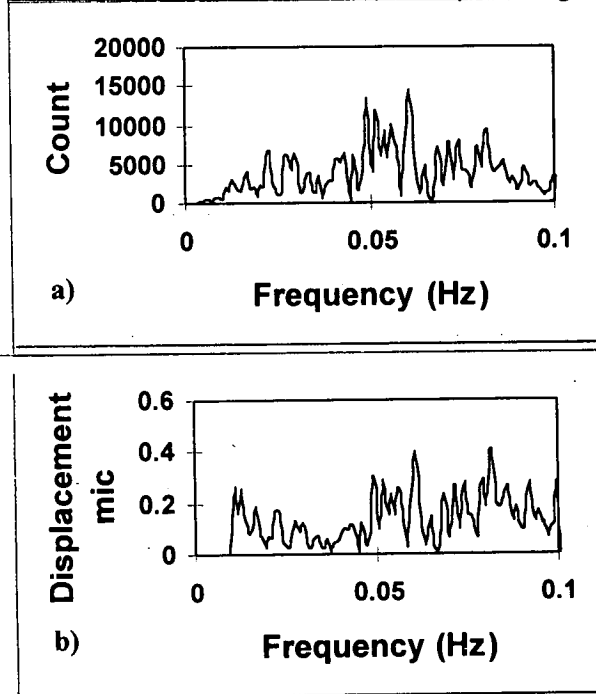 20000
15000
10000
5000
0
Count
0
0.05
0.1
a)
Frequency (Hz)
0.6
0.4
0.2
0
Displacement
mic
0
0.05
0.1
b)
Frequency (Hz)